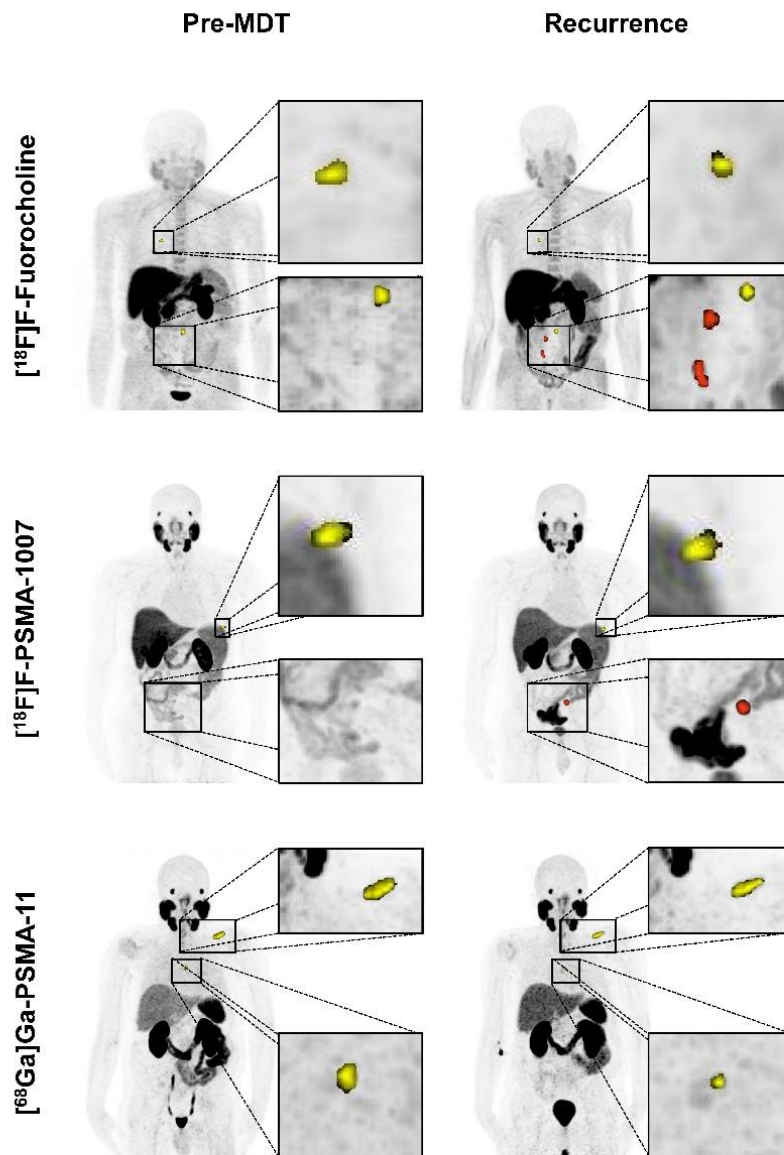 Pre-MDT
Recurrence
[¹⁸F]F-Fuorocholine
[¹⁸F]F-PSMA-1007
[⁶⁸Ga]Ga-PSMA-11